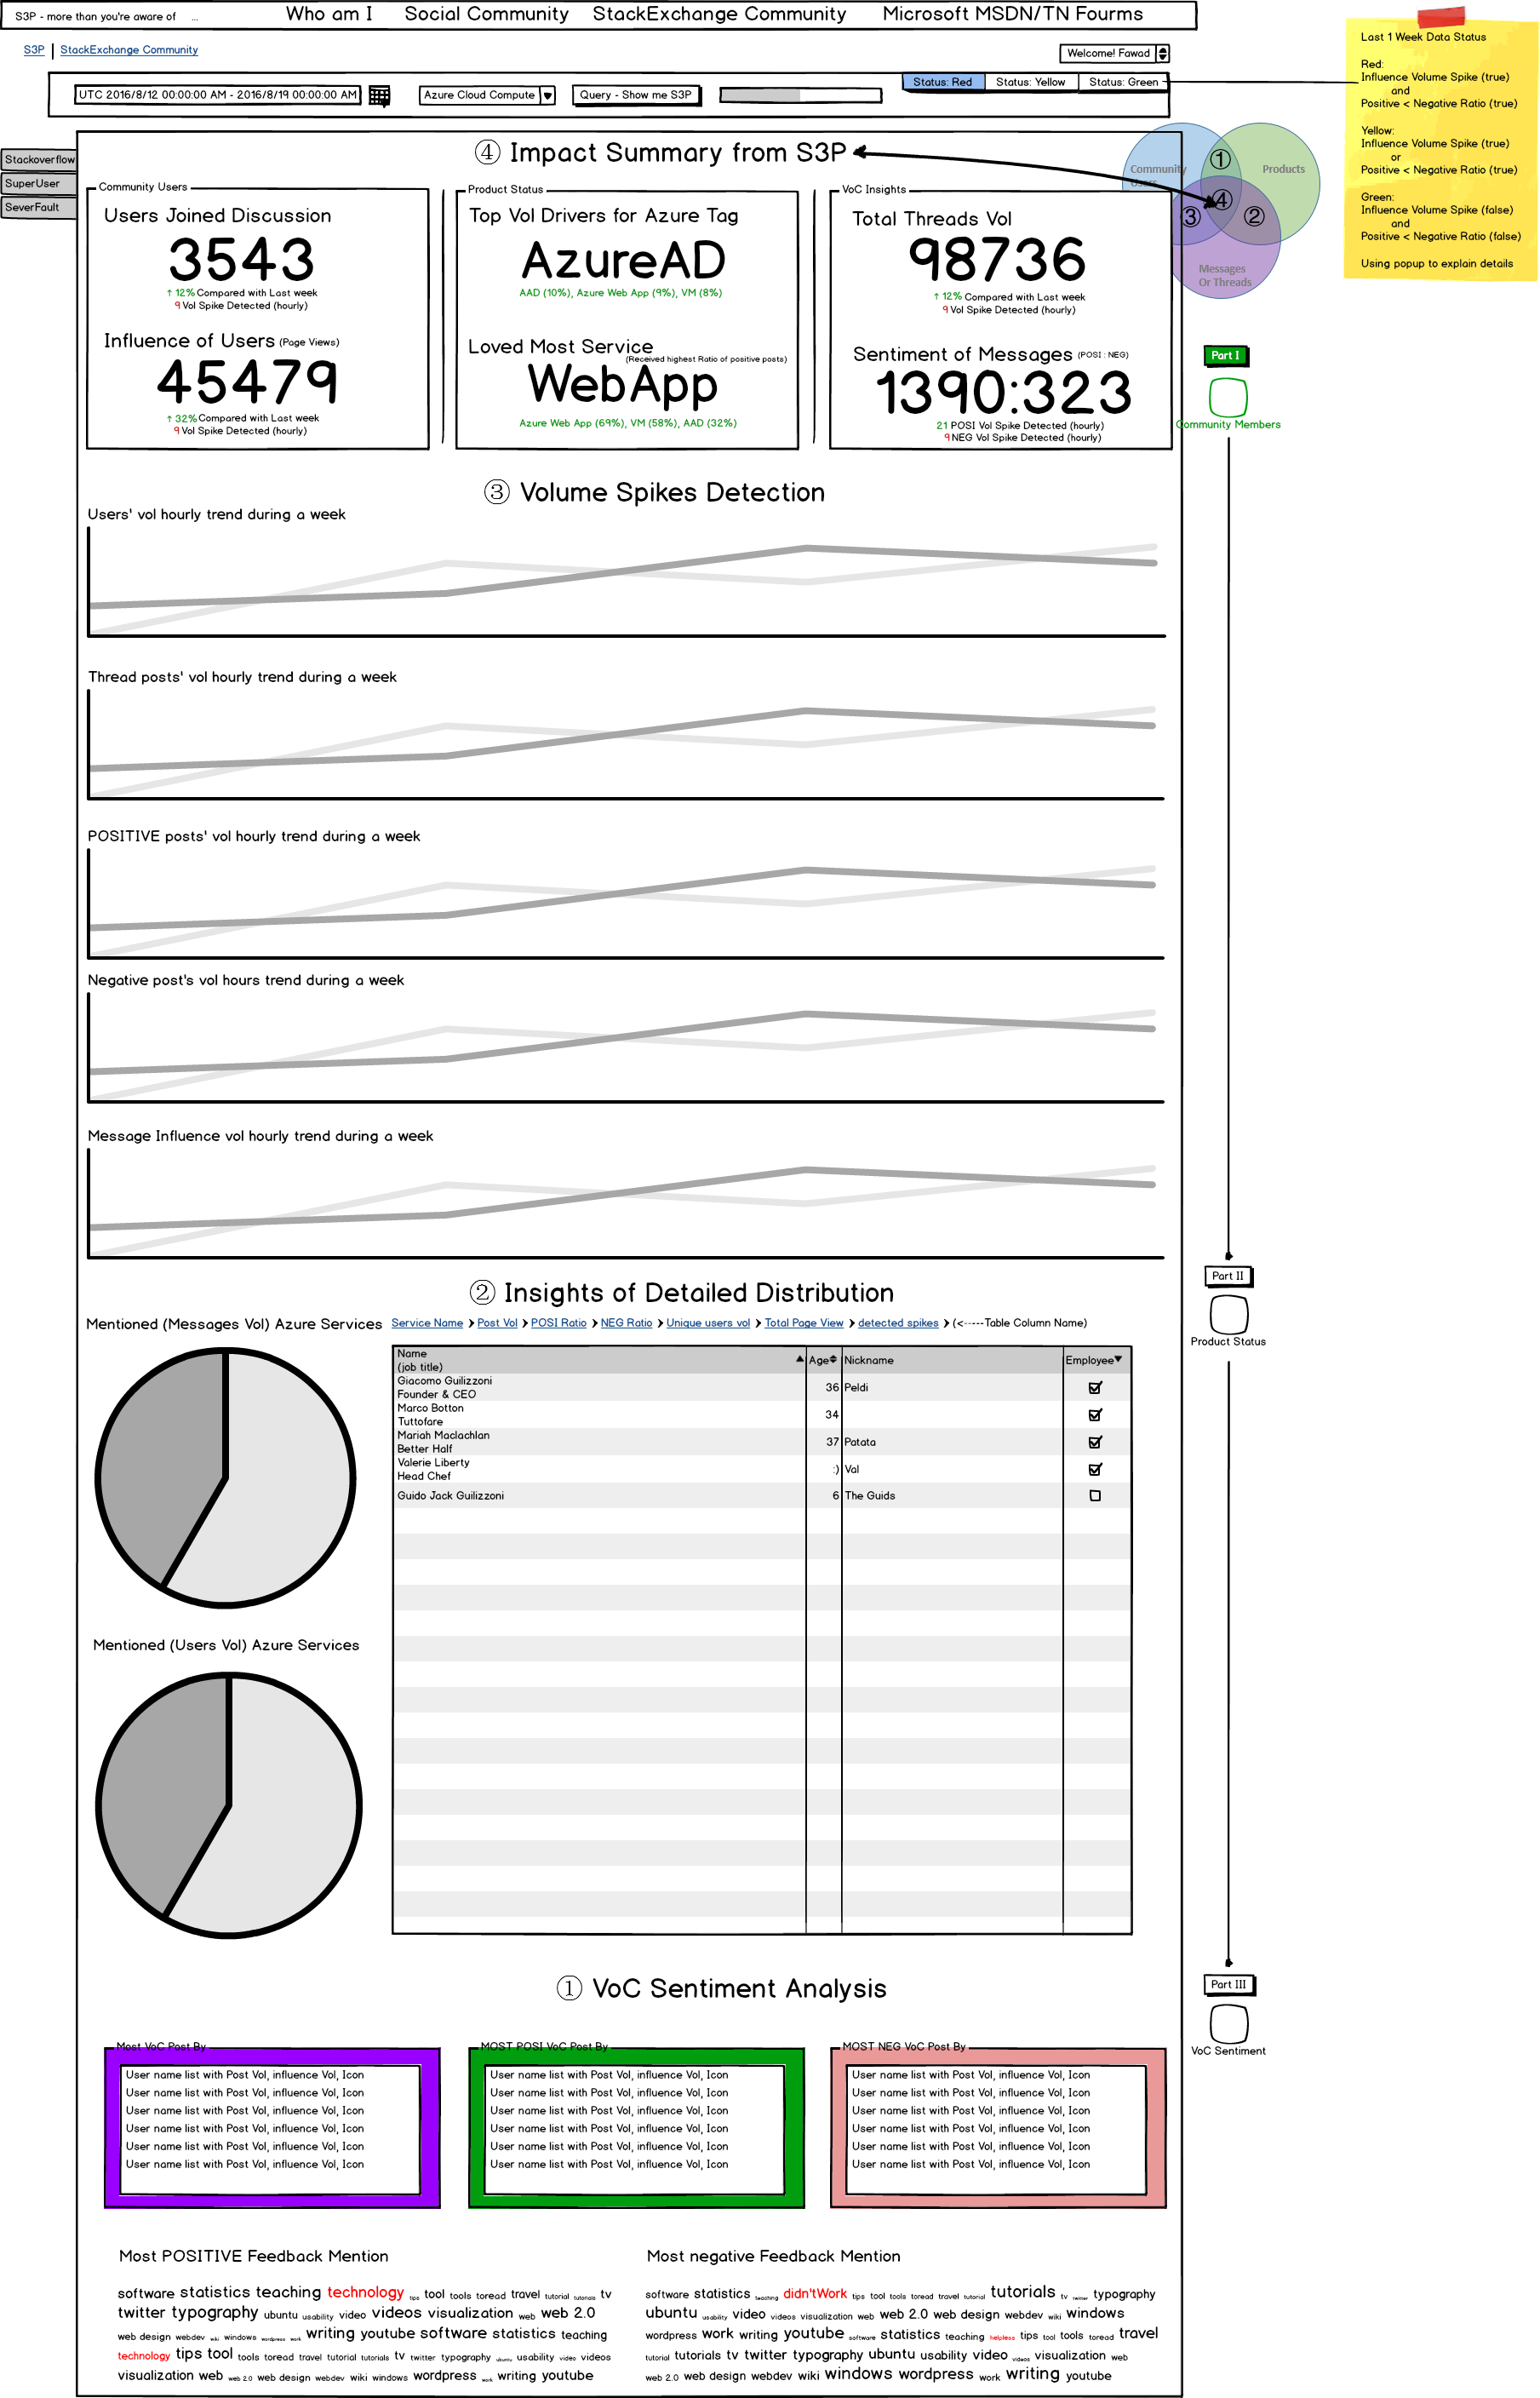 S3P - more than you're aware of ... Who am I Social Community StackExchange Community Microsoft MSDN/TN Fourms
S3P | StackExchange Community
Welcome! Fawad
UTC 2016/8/12 00:00:00 AM - 2016/8/19 00:00:00 AM Azure Cloud Compute Query - Show me S3P Status: Red Status: Yellow Status: Green
Last 1 Week Data Status
Red:
Influence Volume Spike (true)
and
Positive < Negative Ratio (true)
Yellow:
Influence Volume Spike (true)
or
Positive < Negative Ratio (true)
Green:
Influence Volume Spike (false)
and
Positive < Negative Ratio (false)
Using popup to explain details
Stackoverflow
SuperUser
SeverFault
④ Impact Summary from S3P
Community
Users
Products
Messages
Or Threads
①
②
③
④
Community Users
Users Joined Discussion
3543
↑ 12% Compared with Last week
9 Vol Spike Detected (hourly)
Influence of Users (Page Views)
45479
↑ 32% Compared with Last week
9 Vol Spike Detected (hourly)
Product Status
Top Vol Drivers for Azure Tag
AzureAD
AAD (10%), Azure Web App (9%), VM (8%)
Loved Most Service
(Received highest Ratio of positive posts)
WebApp
Azure Web App (69%), VM (58%), AAD (32%)
VoC Insights
Total Threads Vol
98736
↑ 12% Compared with Last week
9 Vol Spike Detected (hourly)
Sentiment of Messages (POSI : NEG)
1390:323
21 POSI Vol Spike Detected (hourly)
9 NEG Vol Spike Detected (hourly)
Part I
Community Members
③ Volume Spikes Detection
Users' vol hourly trend during a week
Thread posts' vol hourly trend during a week
POSITIVE posts' vol hourly trend during a week
Negative post's vol hours trend during a week
Message Influence vol hourly trend during a week
Part II
Product Status
② Insights of Detailed Distribution
Mentioned (Messages Vol) Azure Services
Service Name > Post Vol > POSI Ratio > NEG Ratio > Unique users vol > Total Page View > detected spikes > (<-----Table Column Name)
Name
(job title) Age Nickname Employee
Giacomo Guilizzoni
Founder & CEO 36 Peldi
Marco Botton
Tuttofare 34
Mariah Maclachlan
Better Half 37 Patata
Valerie Liberty
Head Chef :) Val
Guido Jack Guilizzoni 6 The Guids
Mentioned (Users Vol) Azure Services
Part III
VoC Sentiment
① VoC Sentiment Analysis
Most VoC Post By
User name list with Post Vol, influence Vol, Icon
User name list with Post Vol, influence Vol, Icon
User name list with Post Vol, influence Vol, Icon
User name list with Post Vol, influence Vol, Icon
User name list with Post Vol, influence Vol, Icon
User name list with Post Vol, influence Vol, Icon
MOST POSI VoC Post By
User name list with Post Vol, influence Vol, Icon
User name list with Post Vol, influence Vol, Icon
User name list with Post Vol, influence Vol, Icon
User name list with Post Vol, influence Vol, Icon
User name list with Post Vol, influence Vol, Icon
User name list with Post Vol, influence Vol, Icon
MOST NEG VoC Post By
User name list with Post Vol, influence Vol, Icon
User name list with Post Vol, influence Vol, Icon
User name list with Post Vol, influence Vol, Icon
User name list with Post Vol, influence Vol, Icon
User name list with Post Vol, influence Vol, Icon
User name list with Post Vol, influence Vol, Icon
Most POSITIVE Feedback Mention
software statistics teaching technology tips tool tools toread travel tutorial tutorials tv
twitter typography ubuntu usability video videos visualization web web 2.0
web design webdev wiki windows wordpress work writing youtube software statistics teaching
technology tips tool tools toread travel tutorial tutorials tv twitter typography ubuntu usability video videos
visualization web web 2.0 web design webdev wiki windows wordpress work writing youtube
Most negative Feedback Mention
software statistics teaching didn'tWork tips tool tools toread travel tutorial tutorials tv twitter typography
ubuntu usability video videos visualization web web 2.0 web design webdev wiki windows
wordpress work writing youtube software statistics teaching helpless tips tool tools toread travel
tutorial tutorials tv twitter typography ubuntu usability video videos visualization web
web 2.0 web design webdev wiki windows wordpress work writing youtube